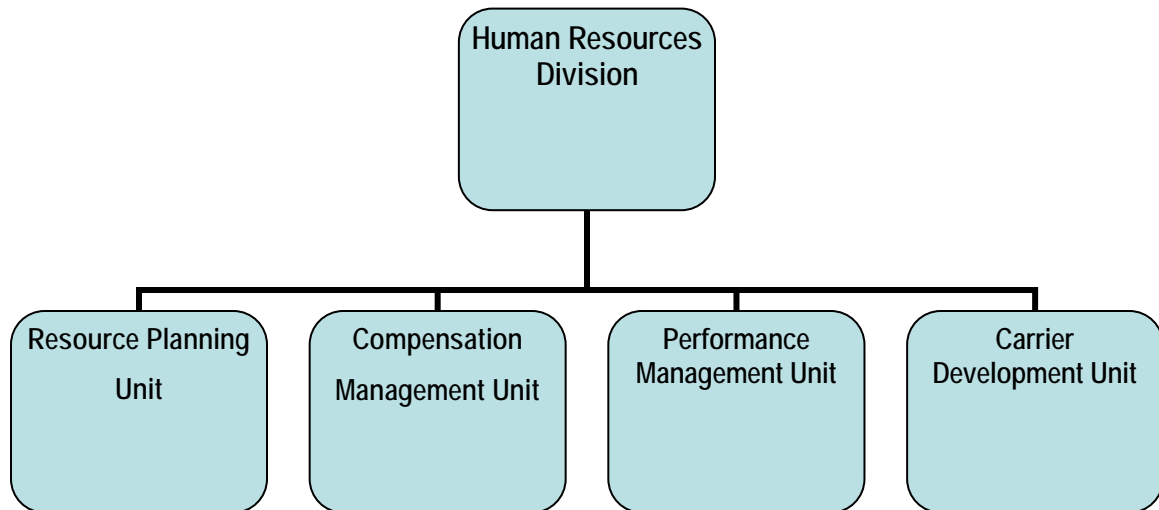 Human Resources
Division
Resource Planning
Unit
Compensation
Management Unit
Performance
Management Unit
Carrier
Development Unit